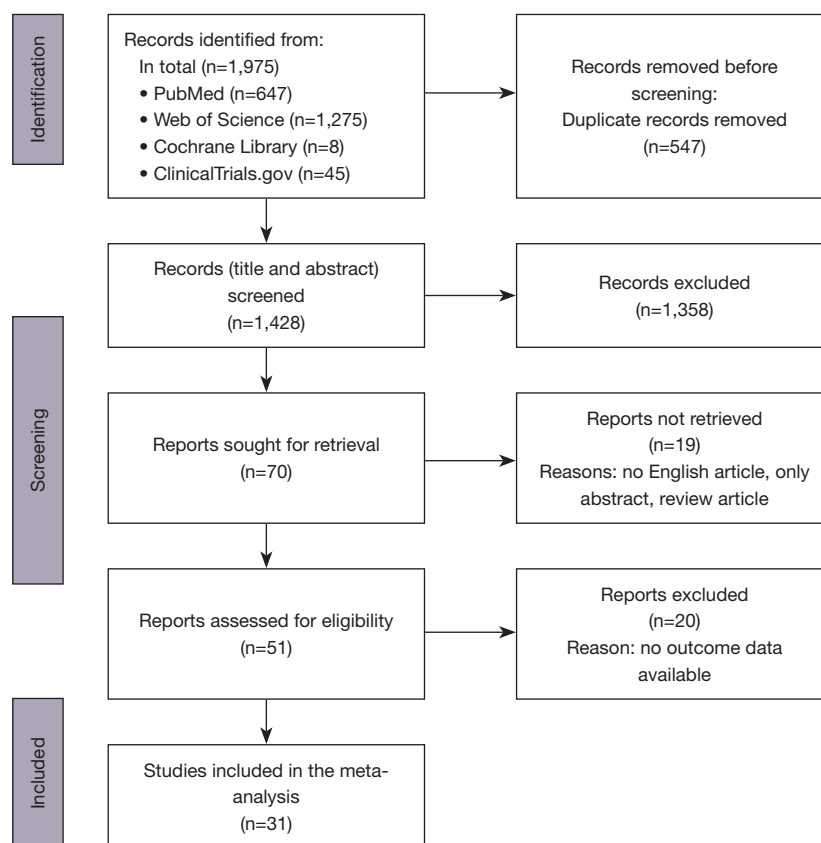 Identification
Records identified from:
In total (n=1,975)
• PubMed (n=647)
• Web of Science (n=1,275)
• Cochrane Library (n=8)
• ClinicalTrials.gov (n=45)
Records removed before
screening:
Duplicate records removed
(n=547)
Screening
Records (title and abstract)
screened
(n=1,428)
Records excluded
(n=1,358)
Reports sought for retrieval
(n=70)
Reports not retrieved
(n=19)
Reasons: no English article, only
abstract, review article
Reports assessed for eligibility
(n=51)
Reports excluded
(n=20)
Reason: no outcome data
available
Included
Studies included in the meta-
analysis
(n=31)